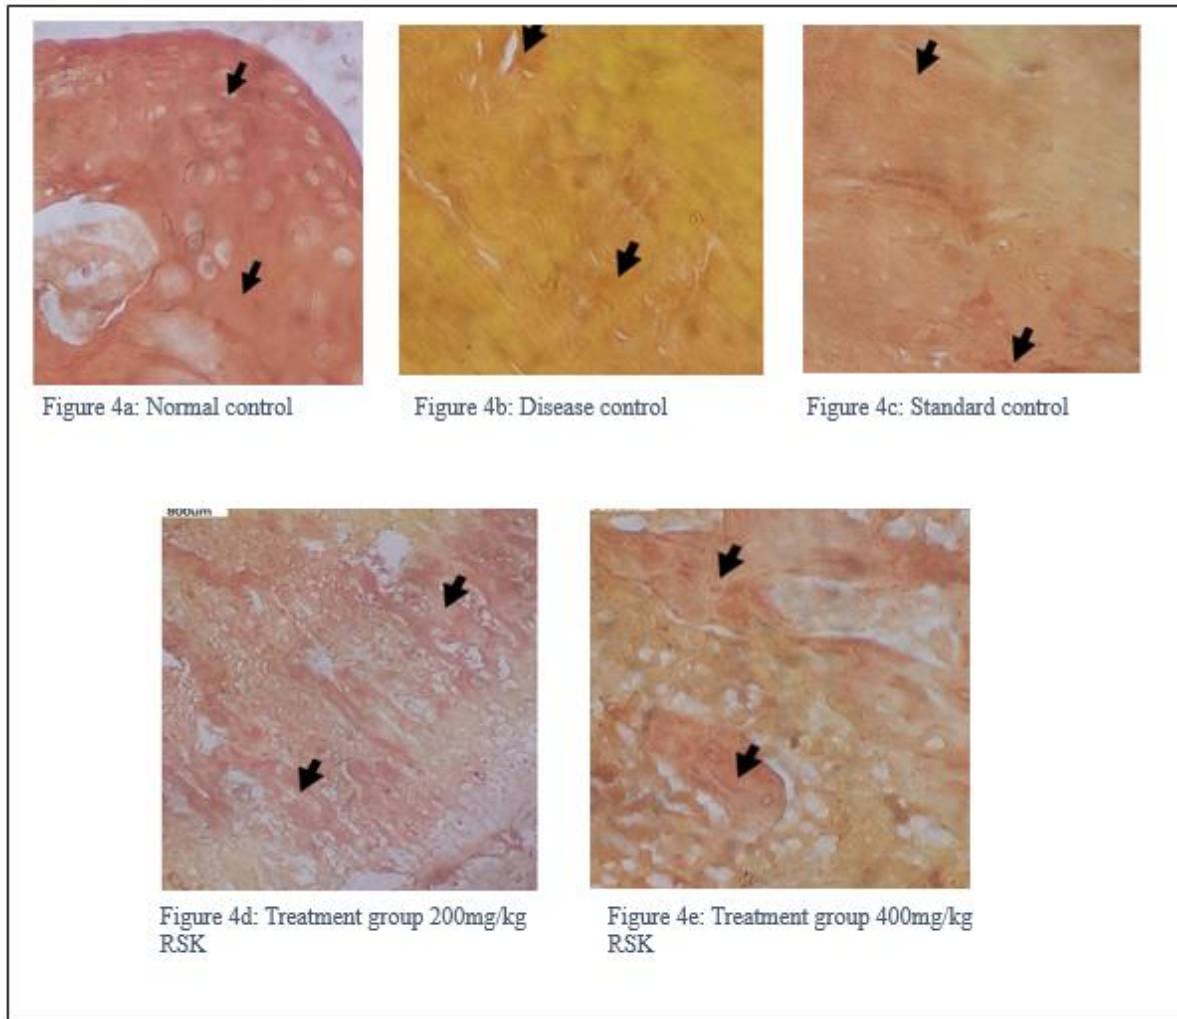 Figure 4a: Normal control
Figure 4b: Disease control
Figure 4c: Standard control
800um
Figure 4d: Treatment group 200mg/kg
RSK
Figure 4e: Treatment group 400mg/kg
RSK